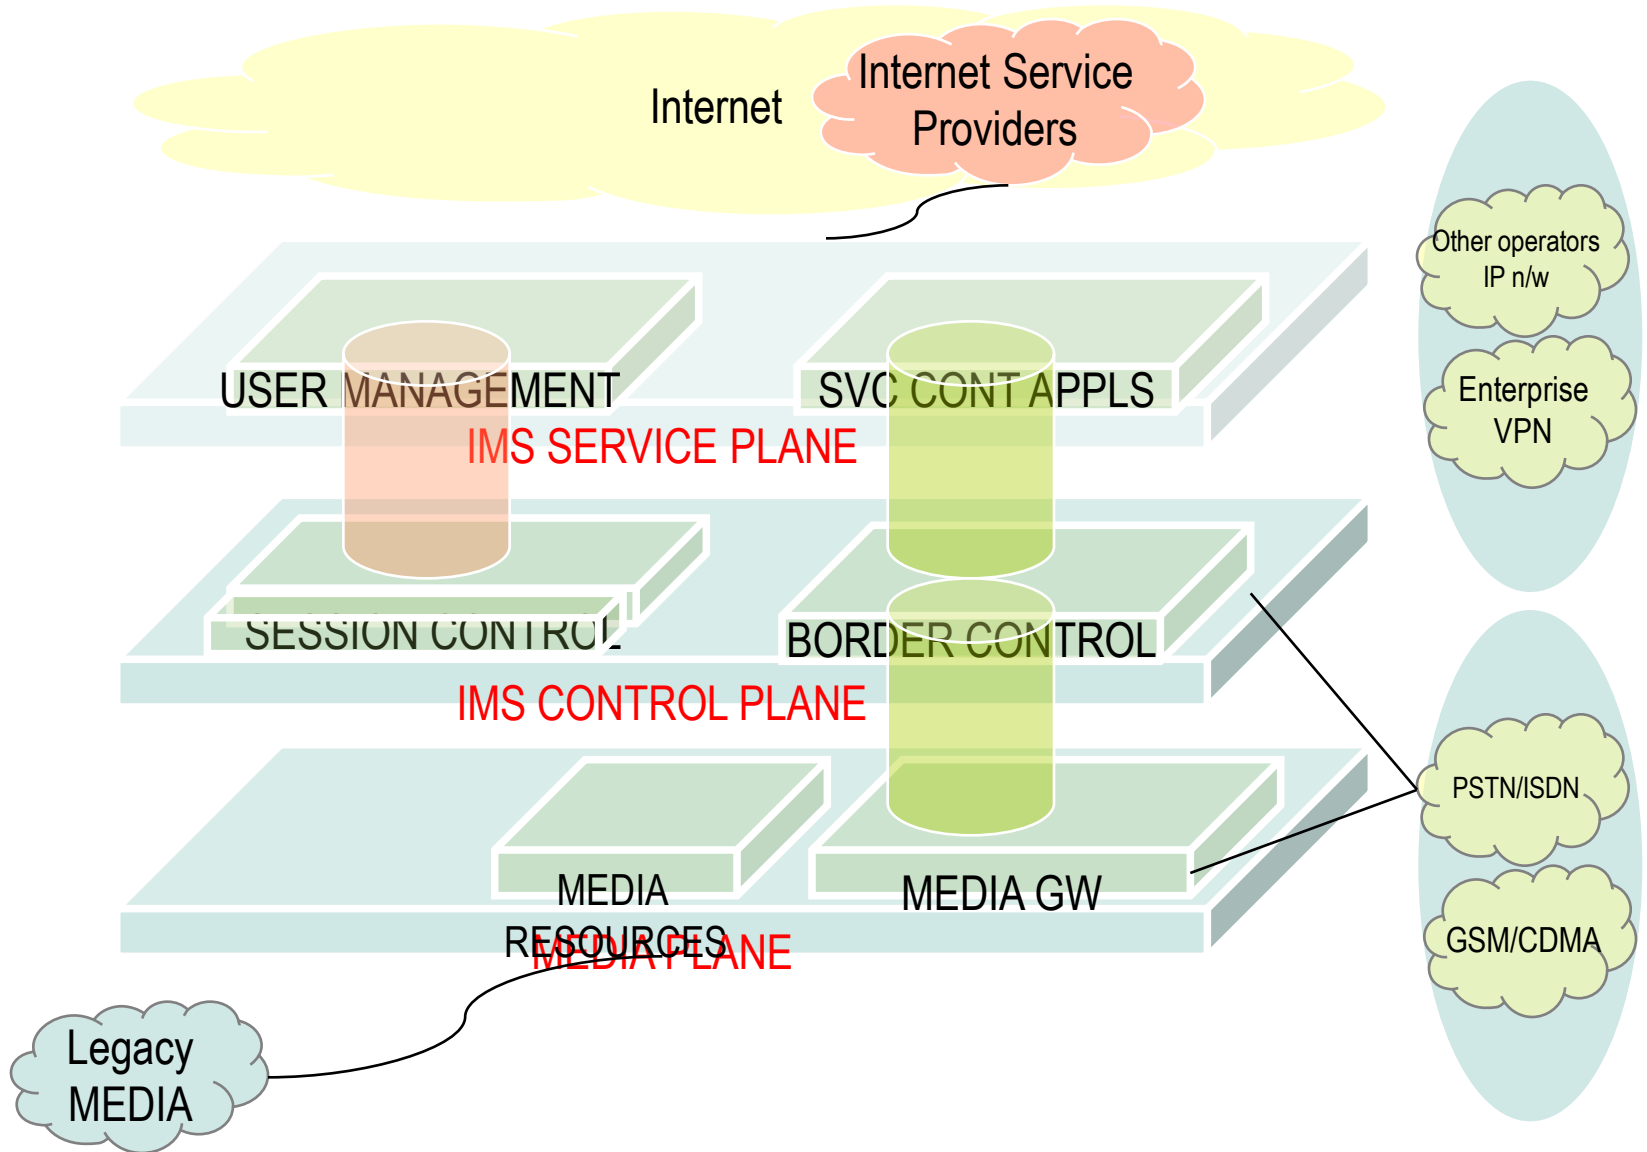 Internet
Internet Service
Providers
Other operators
IP n/w
Enterprise
VPN
USER MANAGEMENT
SVC CONT APPLS
IMS SERVICE PLANE
SESSION CONTROL
BORDER CONTROL
IMS CONTROL PLANE
PSTN/ISDN
GSM/CDMA
MEDIA
RESOURCES
MEDIA GW
MEDIA PLANE
Legacy
MEDIA